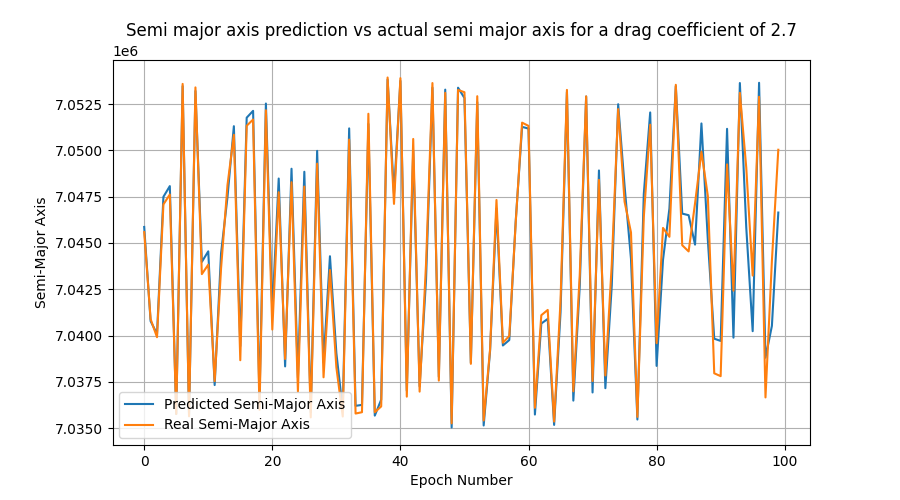 Semi major axis prediction vs actual semi major axis for a drag coefficient of 2.7
1e6
7.0525
7.0500
7.0475
7.0450
7.0425
7.0400
7.0375
7.0350
Semi-Major Axis
Predicted Semi-Major Axis
Real Semi-Major Axis
0 20 40 60 80 100
Epoch Number